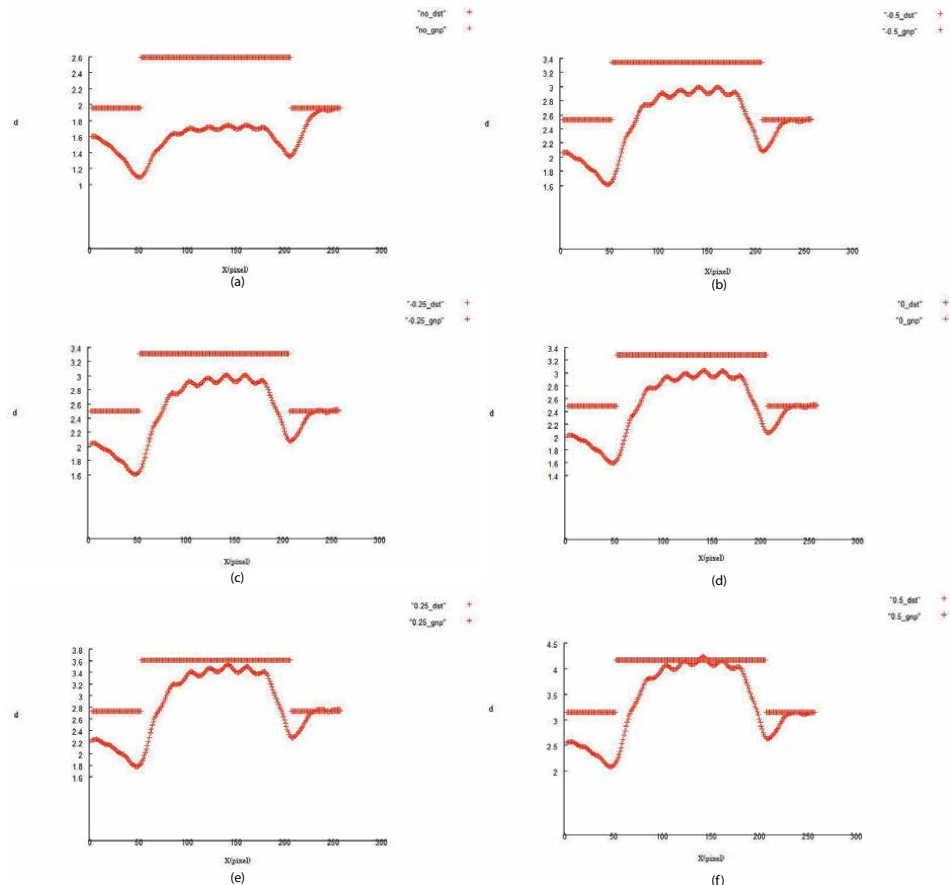 "no_dst" +
"no_gnp" +
2.6
2.4
2.2
2
1.8
1.6
1.4
1.2
1
d
0 50 100 150 200 250 300
X(pixel)
(a)
"-0.5_dst" +
"-0.5_gnp" +
3.4
3.2
3
2.8
2.6
2.4
2.2
2
1.8
1.6
d
0 50 100 150 200 250 300
X(pixel)
(b)
"-0.25_dst" +
"-0.25_gnp" +
3.4
3.2
3
2.8
2.6
2.4
2.2
2
1.8
1.6
d
0 50 100 150 200 250 300
X(pixel)
(c)
"0_dst" +
"0_gnp" +
3.4
3.2
3
2.8
2.6
2.4
2.2
2
1.8
1.6
1.4
d
0 50 100 150 200 250 300
X(pixel)
(d)
"0.25_dst" +
"0.25_gnp" +
3.8
3.6
3.4
3.2
3
2.8
2.6
2.4
2.2
2
1.8
1.6
d
0 50 100 150 200 250 300
X(pixel)
(e)
"0.5_dst" +
"0.5_gnp" +
4.5
4
3.5
3
2.5
2
d
0 50 100 150 200 250 300
X(pixel)
(f)